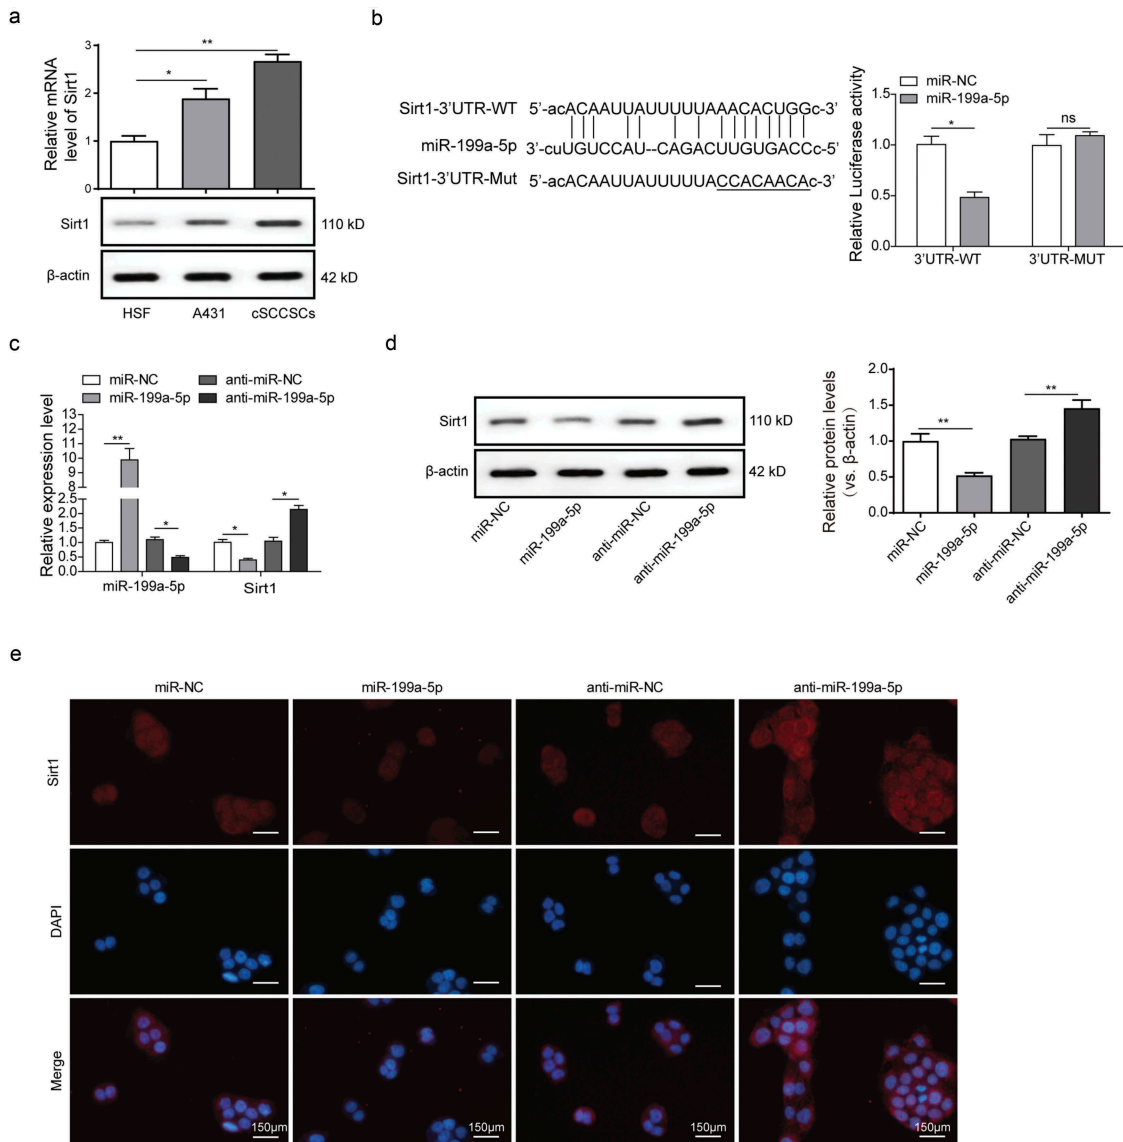 a
Relative mRNA
level of Sirt1
3
2
1
0
*
**
Sirt1
110 kD
β-actin
42 kD
HSF A431 cSCCSCs
b
Sirt1-3’UTR-WT 5’-acACAAUUAUUUUUAAACACUGGc-3’
miR-199a-5p 3’-cuUGUCCAU--CAGACUUGUGACCc-5’
Sirt1-3’UTR-Mut 5’-acACAAUUAUUUUUACCACAACAc-3’
Relative Luciferase activity
miR-NC
miR-199a-5p
1.5
1.0
0.5
0.0
*
ns
3’UTR-WT 3’UTR-MUT
c
miR-NC anti-miR-NC
miR-199a-5p anti-miR-199a-5p
Relative expression level
13
12
11
10
9
8
2.5
2.0
1.5
1.0
0.5
0.0
**
*
*
*
miR-199a-5p Sirt1
d
Sirt1
110 kD
β-actin
42 kD
miR-NC
miR-199a-5p
anti-miR-NC
anti-miR-199a-5p
Relative protein levels
(vs. β-actin)
2.0
1.5
1.0
0.5
0.0
**
**
miR-NC
miR-199a-5p
anti-miR-NC
anti-miR-199a-5p
e
miR-NC miR-199a-5p anti-miR-NC anti-miR-199a-5p
Sirt1
DAPI
Merge
150μm 150μm 150μm 150μm